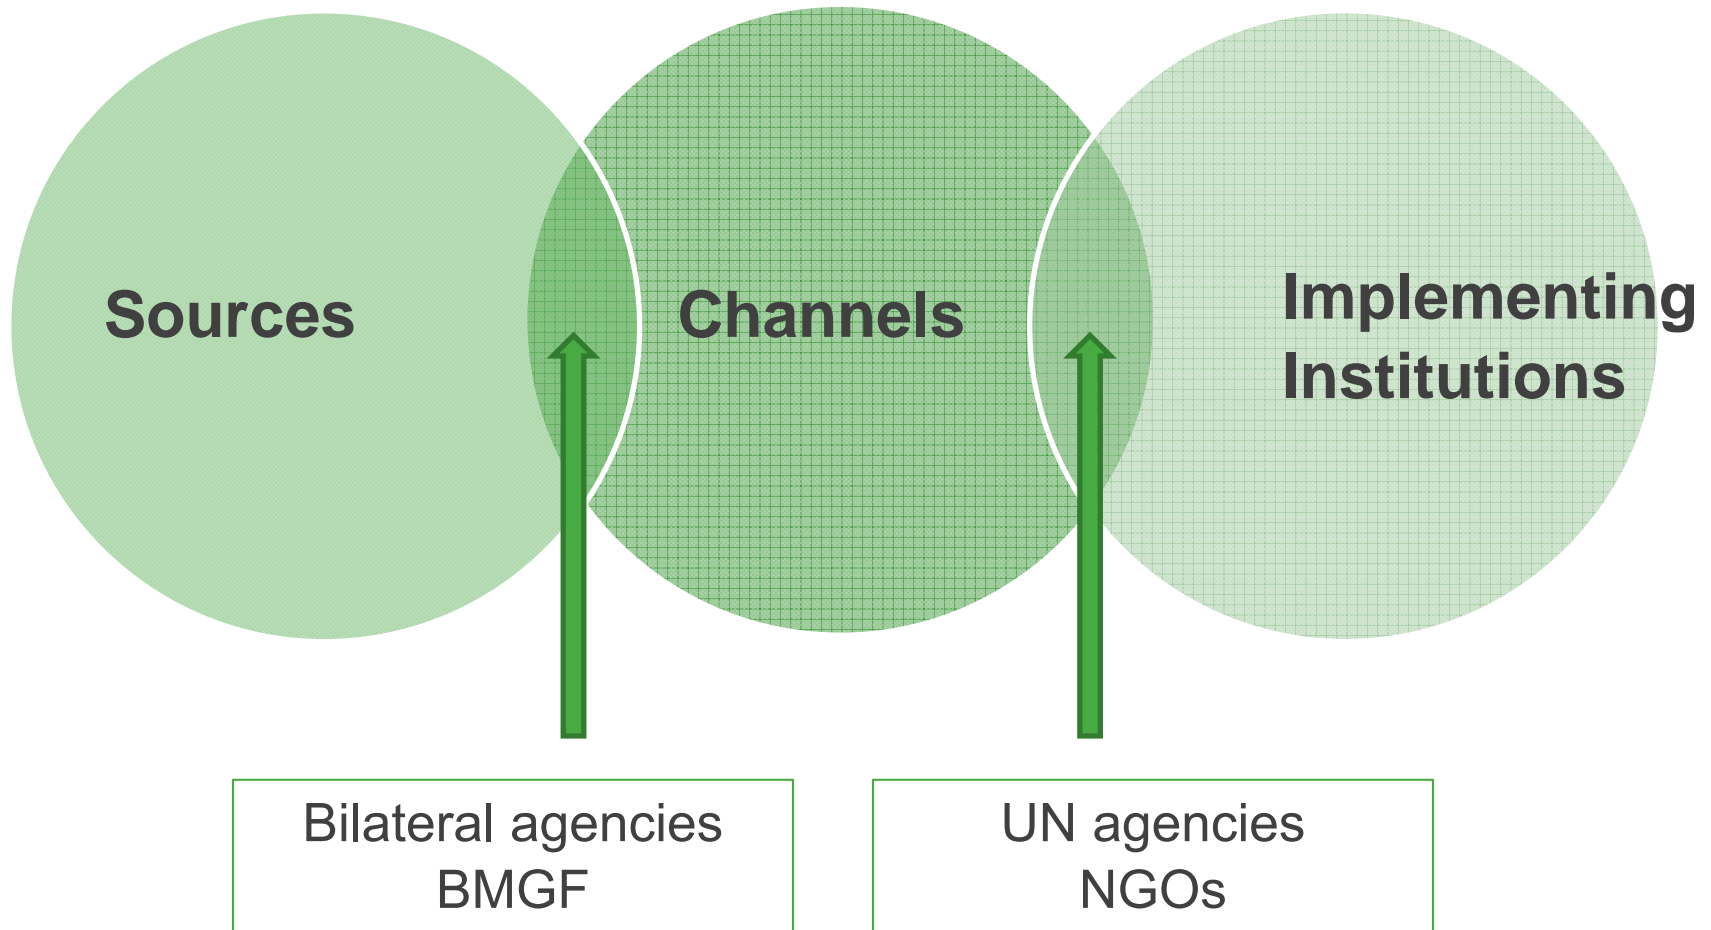 Sources
Channels
Implementing
Institutions
Bilateral agencies
BMGF
UN agencies
NGOs